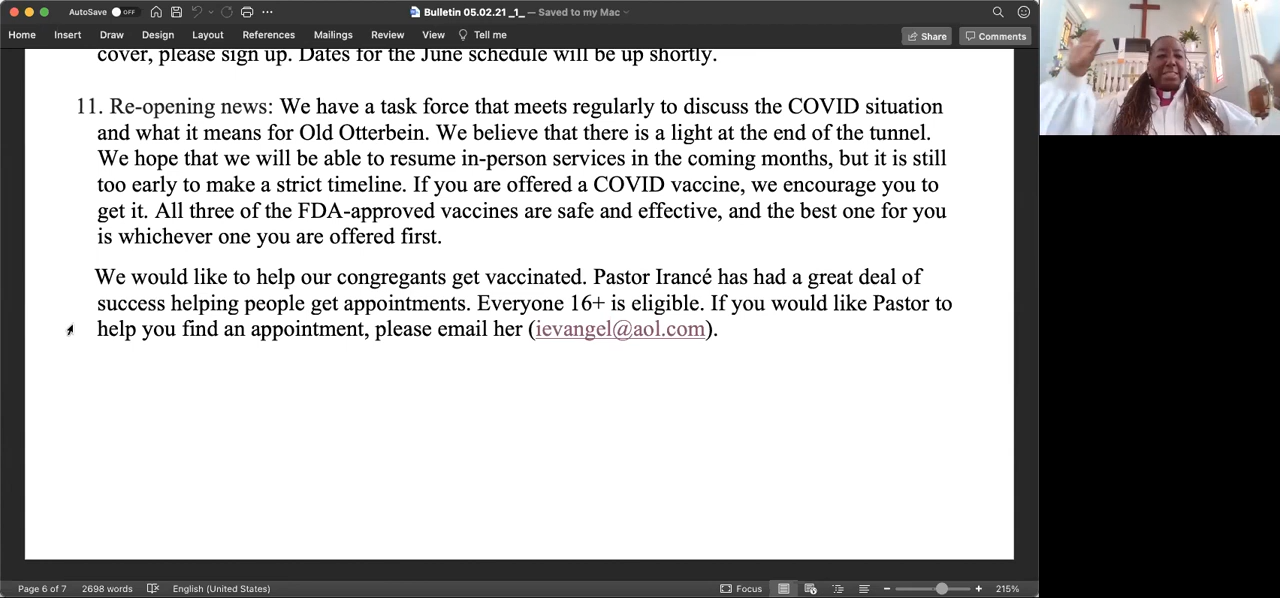 AutoSave OFF
Bulletin 05.02.21 _1_ — Saved to my Mac
Home Insert Draw Design Layout References Mailings Review View Tell me
Share Comments
cover, please sign up. Dates for the June schedule will be up shortly.
11. Re-opening news: We have a task force that meets regularly to discuss the COVID situation
and what it means for Old Otterbein. We believe that there is a light at the end of the tunnel.
We hope that we will be able to resume in-person services in the coming months, but it is still
too early to make a strict timeline. If you are offered a COVID vaccine, we encourage you to
get it. All three of the FDA-approved vaccines are safe and effective, and the best one for you
is whichever one you are offered first.
We would like to help our congregants get vaccinated. Pastor Irancé has had a great deal of
success helping people get appointments. Everyone 16+ is eligible. If you would like Pastor to
help you find an appointment, please email her (ievangel@aol.com).
Page 6 of 7 2698 words English (United States) Focus 215%